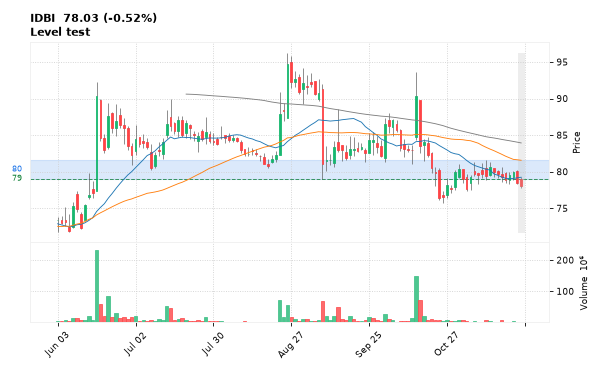 IDBI 78.03 (-0.52%)
Level test
95
90
85
80
75
Price
80
79
200
100
Volume 10⁶
Jun 03
Jul 02
Jul 30
Aug 27
Sep 25
Oct 27